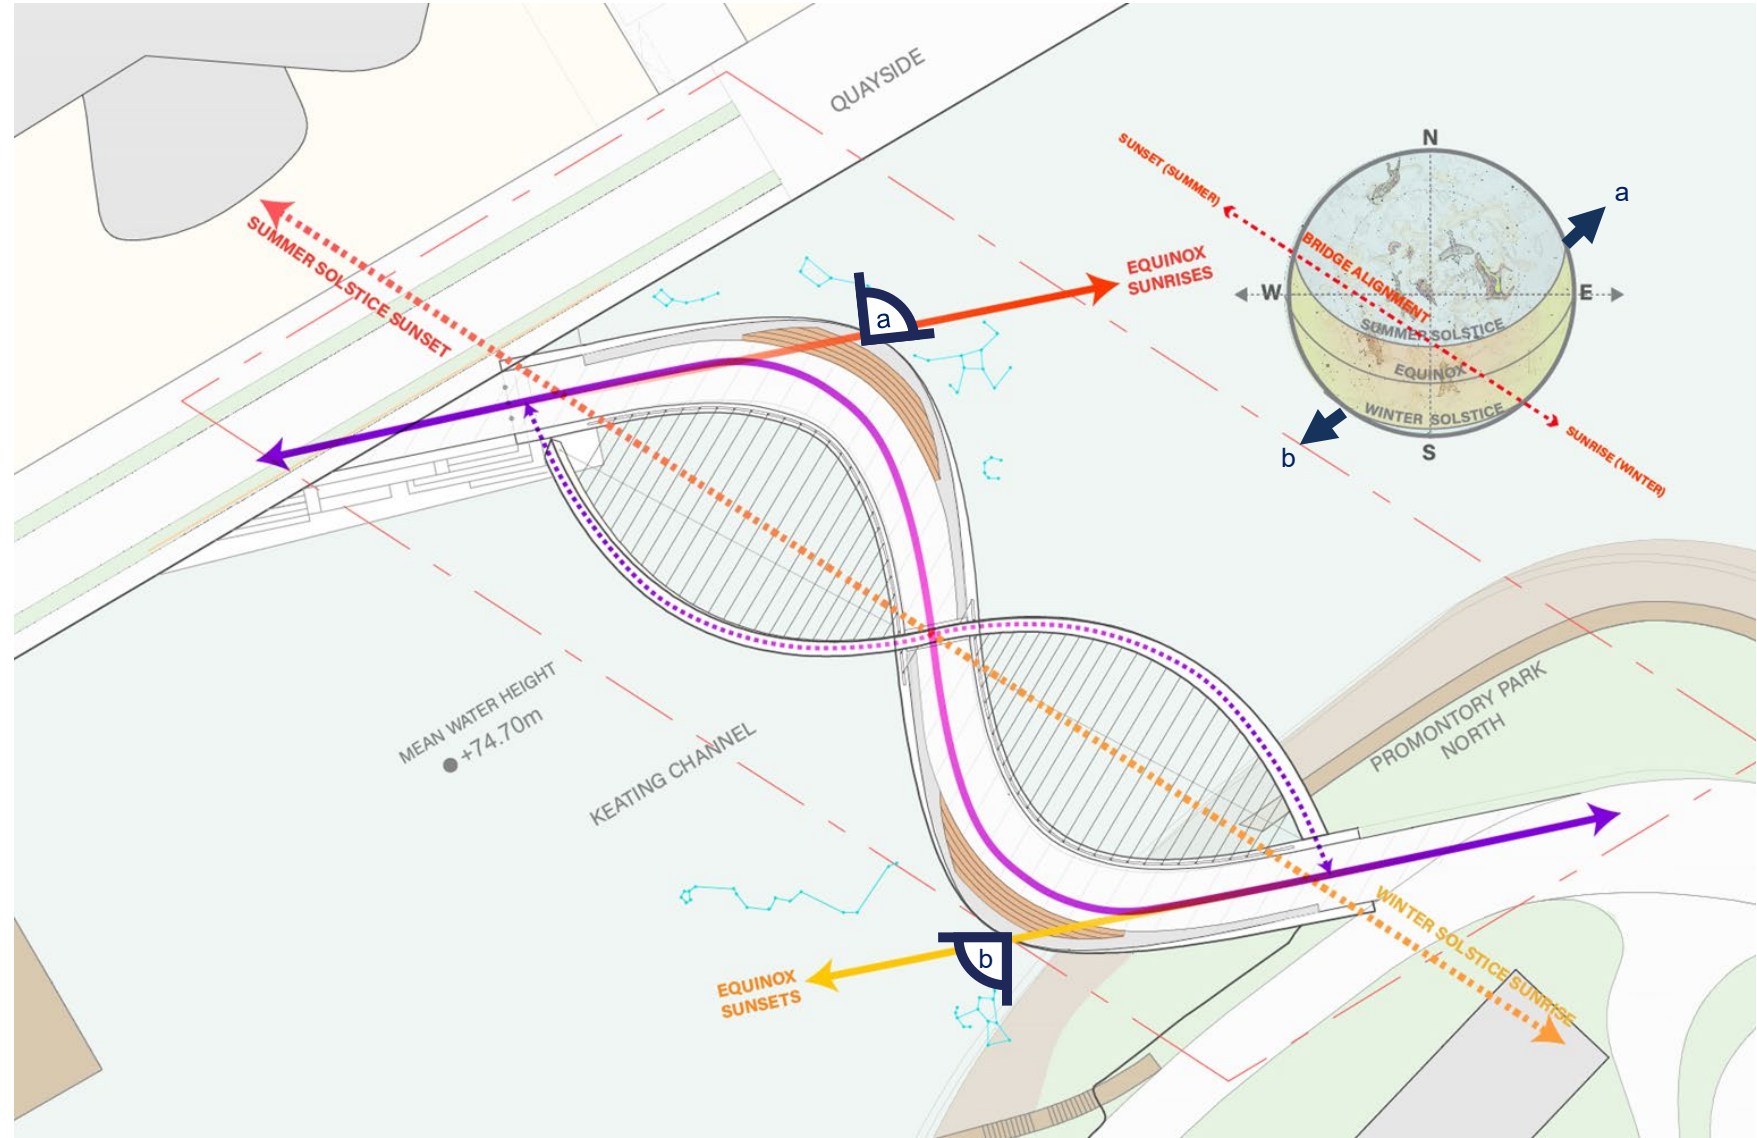 QUAYSIDE
SUMMER SOLSTICE SUNSET
EQUINOX
SUNRISES
a
SUNSET (SUMMER)
N
a
BRIDGE ALIGNMENT
W
E
SUMMER SOLSTICE
EQUINOX
WINTER SOLSTICE
b
S
SUNRISE (WINTER)
MEAN WATER HEIGHT
+74.70m
KEATING CHANNEL
PROMONTORY PARK
NORTH
EQUINOX
SUNSETS
b
WINTER SOLSTICE SUNRISE